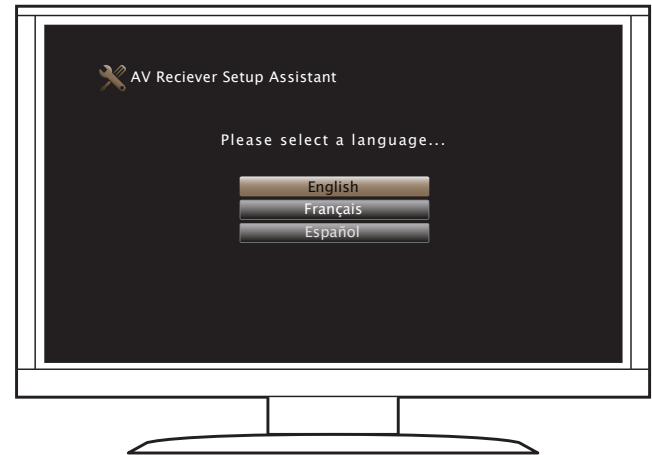 AV Reciever Setup Assistant
Please select a language...
English
Français
Español